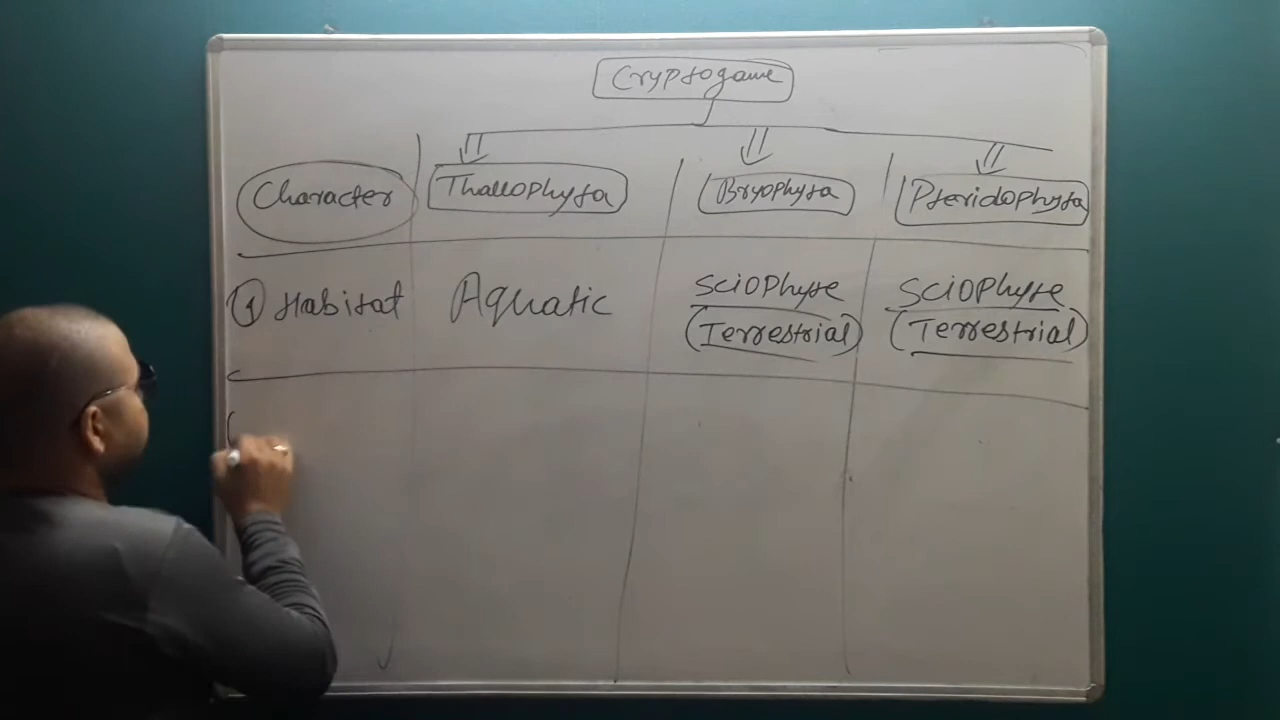 Cryptogame
Character Thallophyta Bryophyta Pteridophyta
① Habitat Aquatic Sciophyte Sciophyte
(Terrestrial) (Terrestrial)